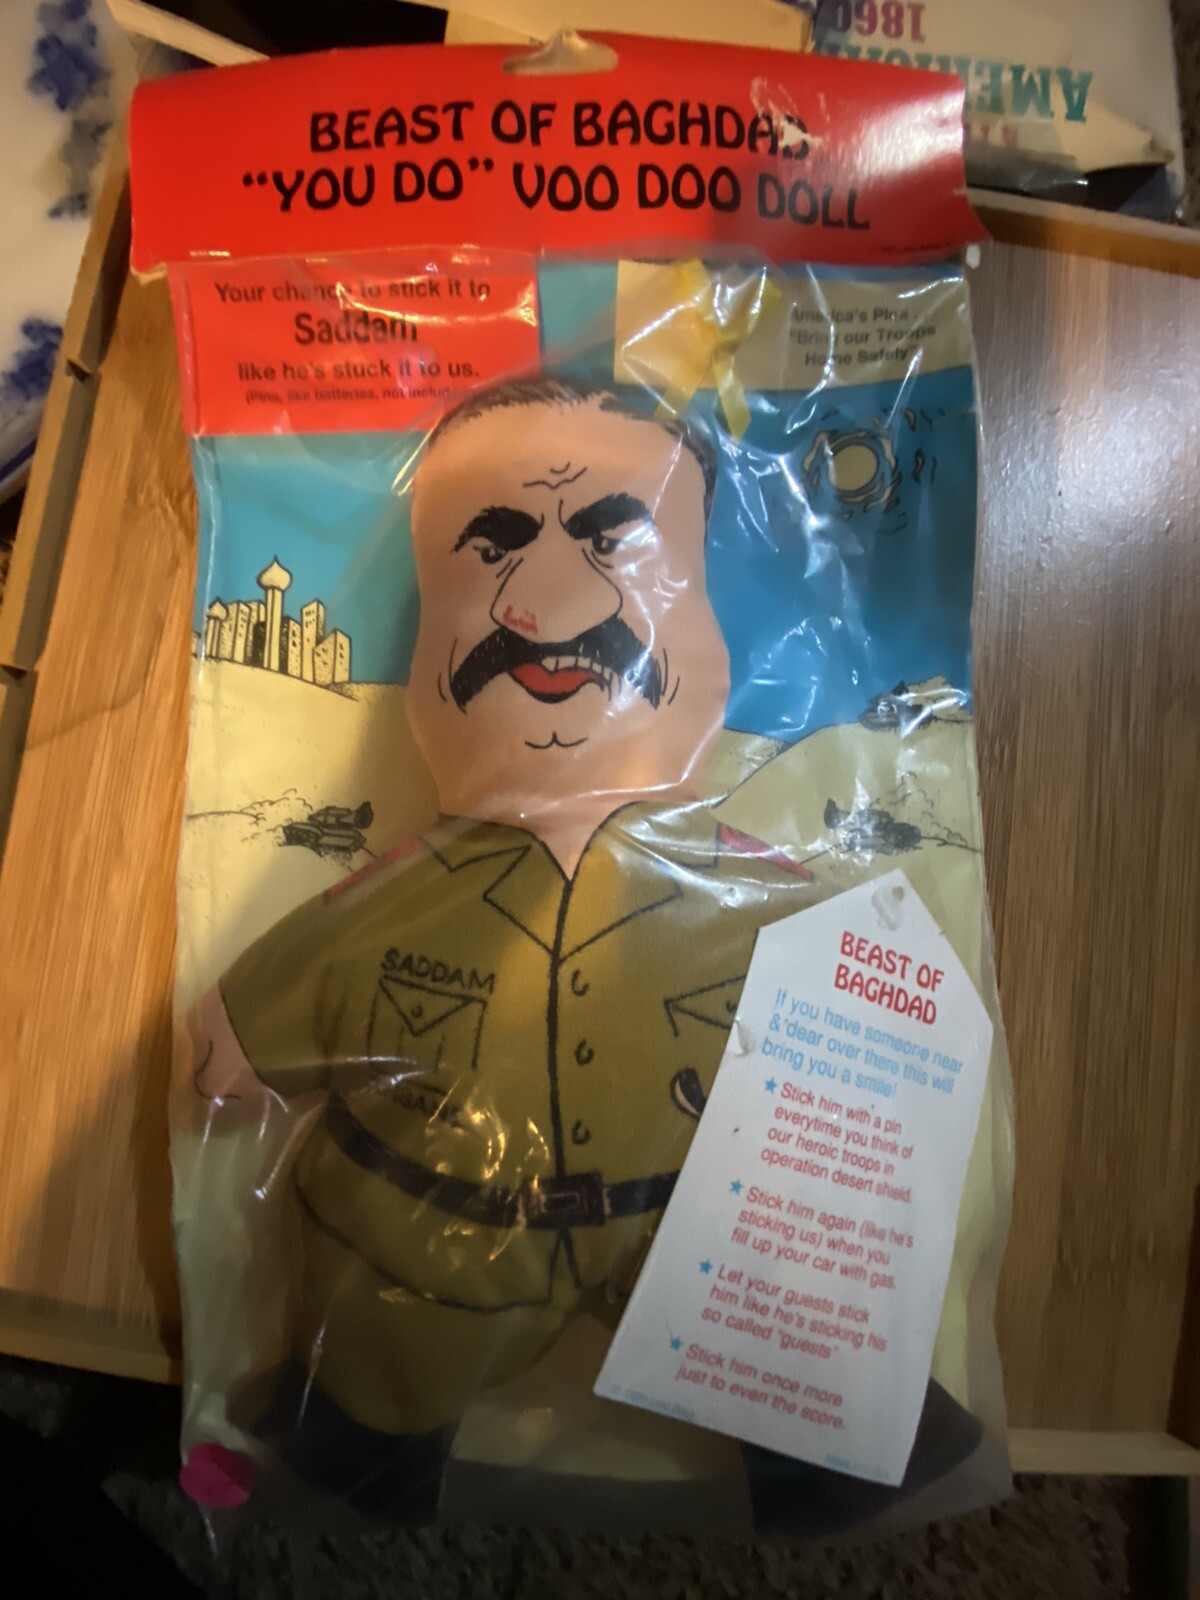 1860
AMERICAN
BEAST OF BAGHDAD
"YOU DO" VOO DOO DOLL
Your chance to stick it to
Saddam
like he's stuck it to us.
(Pins, like batteries, not
America's Plea -
"Bring our Troops
Home Safely"
SADDAM
BEAST OF
BAGHDAD
If you have someone near
& dear over there this will
bring you a smile!
★ Stick him with a pin
everytime you think of
our heroic troops in
operation desert shield.
★ Stick him again (like he's
sticking us) when you
fill up your car with gas.
★ Let your guests stick
him like he's sticking his
so called "guests"
★ Stick him once more
just to even the score.